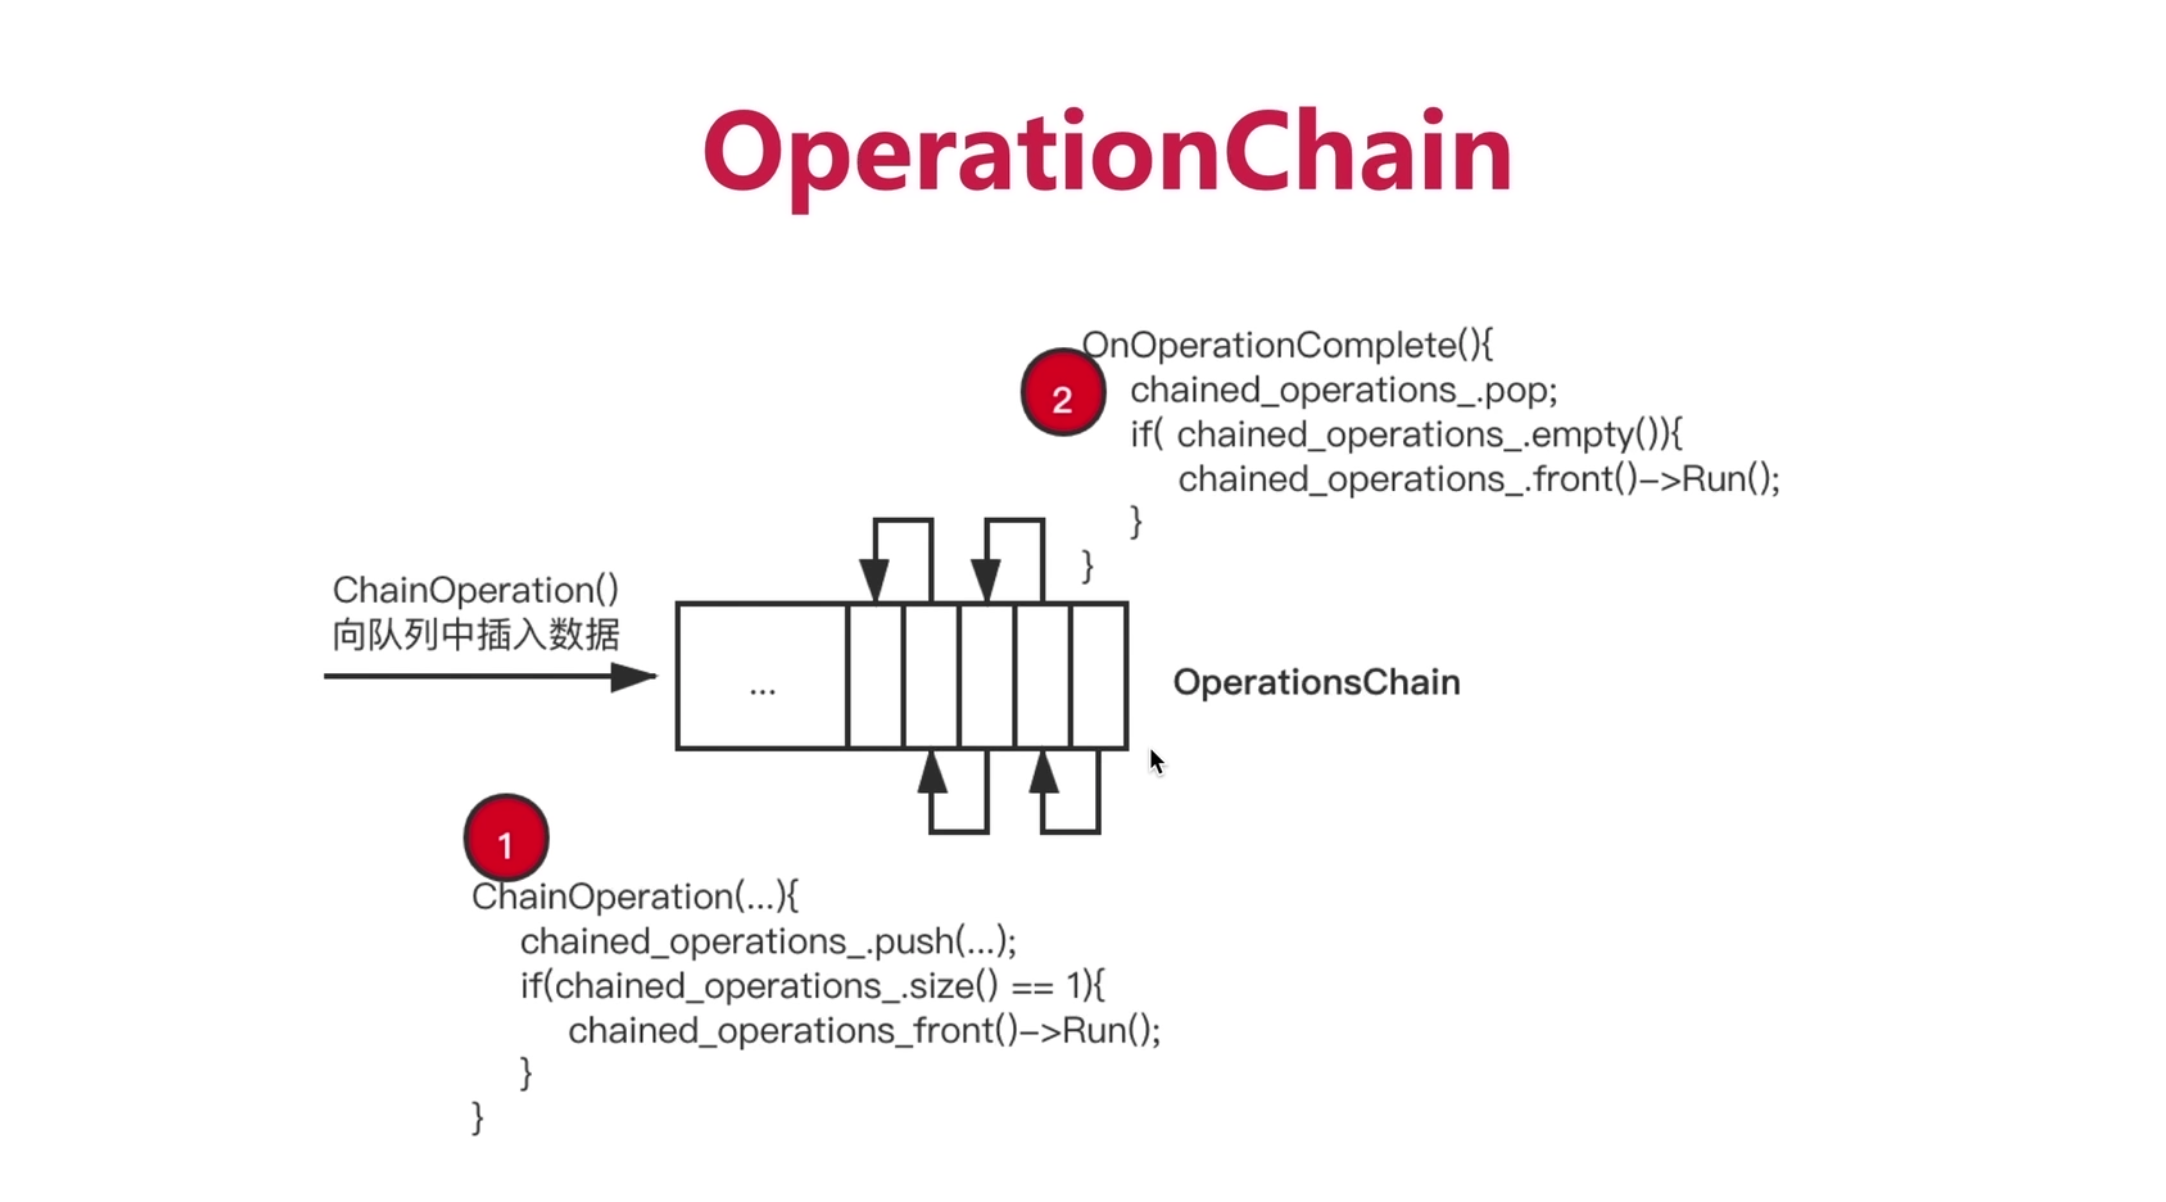 OperationChain
2
OnOperationComplete(){
chained_operations_.pop;
if( chained_operations_.empty()){
chained_operations_.front()->Run();
}
}
ChainOperation()
向队列中插入数据
...
OperationsChain
1
ChainOperation(...){
chained_operations_.push(...);
if(chained_operations_.size() == 1){
chained_operations_front()->Run();
}
}